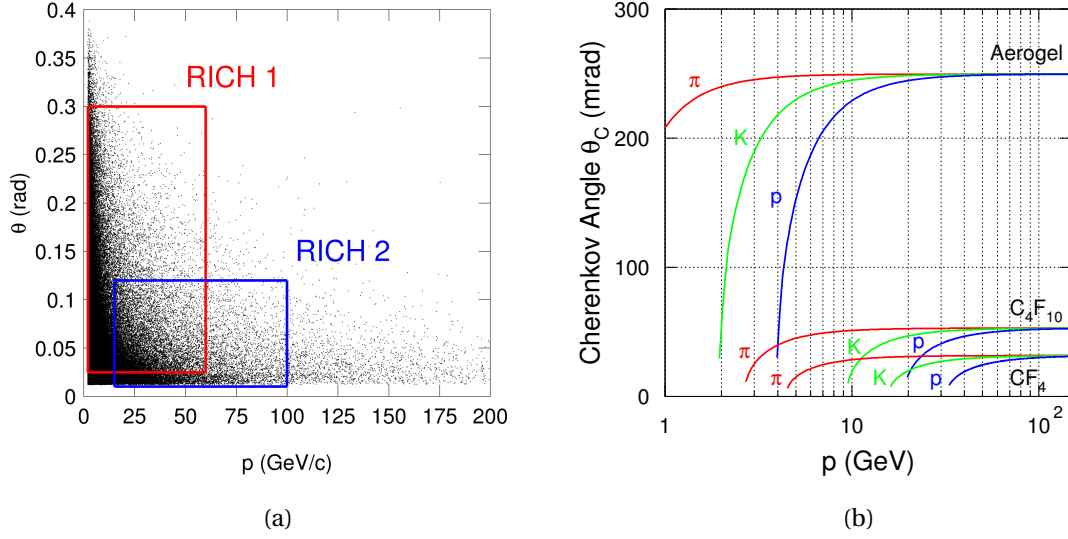 0.4
0.35
0.3
0.25
0.2
0.15
0.1
0.05
0
θ (rad)
RICH 1
RICH 2
0 25 50 75 100 125 150 175 200
p (GeV/c)
(a)
300
200
100
0
Cherenkov Angle θC (mrad)
Aerogel
π
K
p
C4F10
π
K
p
π
K
p
CF4
1 10 10²
p (GeV)
(b)